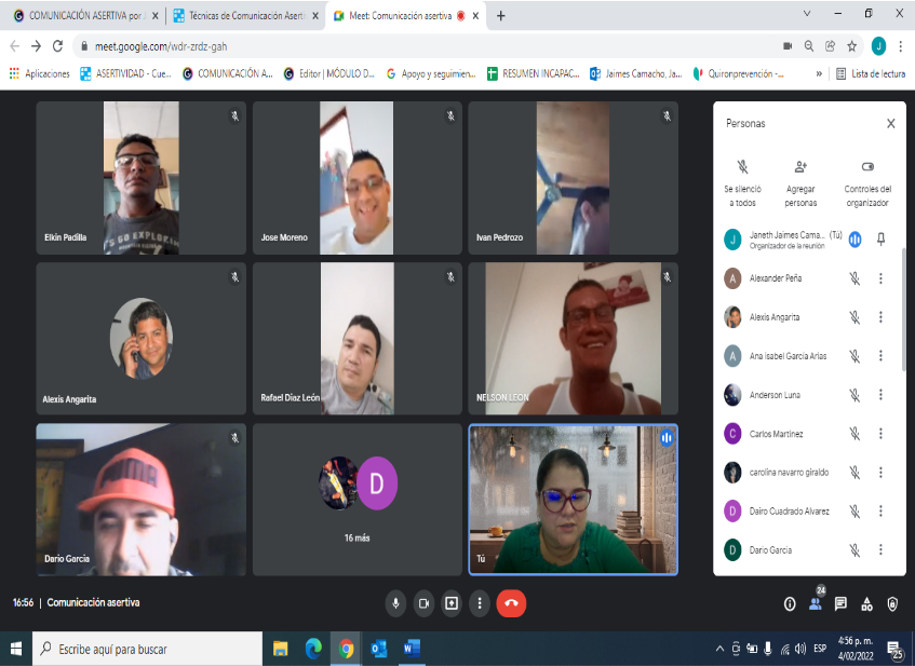 COMUNICACIÓN ASERTIVA por J
Técnicas de Comunicación Aserti
Meet: Comunicación asertiva
meet.google.com/wdr-zrdz-gah
J
Aplicaciones
ASERTIVIDAD - Cue...
COMUNICACIÓN A...
Editor | MÓDULO D...
Apoyo y seguimien...
RESUMEN INCAPAC...
Jaimes Camacho, Ja...
Quironprevención -...
»
Lista de lectura
Elkin Padilla
Jose Moreno
Ivan Pedrozo
Alexis Angarita
Rafael Díaz León
NELSON LEON
PUMA
Dario Garcia
D
16 más
Tú
Personas
Se silenció a todos
Agregar personas
Controles del organizador
J
Janeth Jaimes Cama... (Tú)
Organizador de la reunión
A
Alexander Peña
Alexis Angarita
A
Ana isabel García Arias
Anderson Luna
C
Carlos Martínez
carolina navarro giraldo
D
Dairo Cuadrado Alvarez
D
Dario Garcia
16:56 | Comunicación asertiva
24
Escribe aquí para buscar
ESP
4:56 p. m.
4/02/2022
25